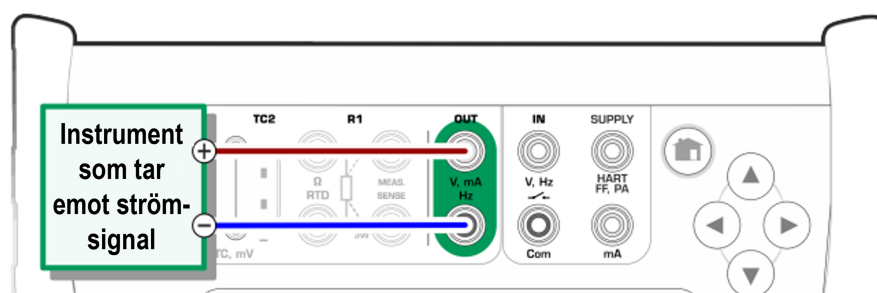 TC2
R1
OUT
IN
SUPPLY
Instrument
som tar
emot ström-
signal
+
−
Ω
RTD
MEAS.
SENSE
V, mA
Hz
V, Hz
HART
FF, PA
3W
TC, mV
Com
mA